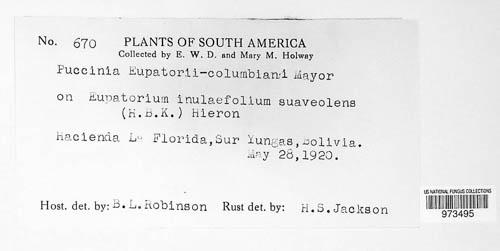 No. 670 PLANTS OF SOUTH AMERICA
Collected by E. W. D. and Mary M. Holway
Puccinia Eupatorii-columbiani Mayor
on Eupatorium inulaefolium suaveolens
(H.B.K.) Hieron
Hacienda La Florida, Sur Yungas, Bolivia.
May 28, 1920.
Host. det. by: B.L.Robinson Rust det. by: H.S.Jackson
US NATIONAL FUNGUS COLLECTIONS
973495